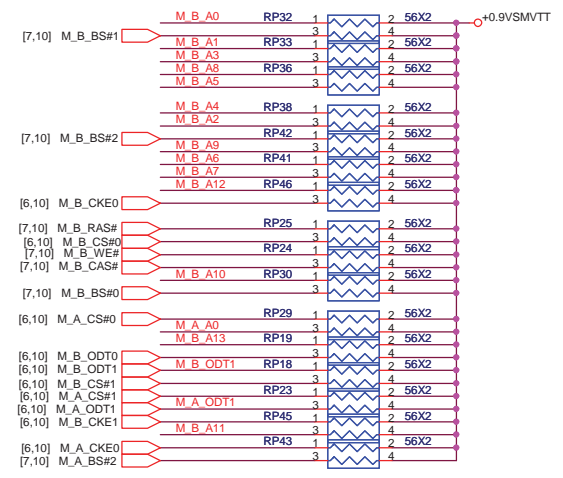 M_B_A0 RP32 1 2 56X2 +0.9VSMVTT
[7,10] M_B_BS#1 3 4
M_B_A1 RP33 1 2 56X2
M_B_A3 3 4
M_B_A8 RP36 1 2 56X2
M_B_A5 3 4
M_B_A4 RP38 1 2 56X2
M_B_A2 3 4
[7,10] M_B_BS#2 RP42 1 2 56X2
M_B_A9 3 4
M_B_A6 RP41 1 2 56X2
M_B_A7 3 4
M_B_A12 RP46 1 2 56X2
[6,10] M_B_CKE0 3 4
[7,10] M_B_RAS# RP25 1 2 56X2
[6,10] M_B_CS#0 3 4
[7,10] M_B_WE# RP24 1 2 56X2
[7,10] M_B_CAS# 3 4
M_B_A10 RP30 1 2 56X2
[7,10] M_B_BS#0 3 4
[6,10] M_A_CS#0 RP29 1 2 56X2
M_A_A0 3 4
M_B_A13 RP19 1 2 56X2
[6,10] M_B_ODT0 3 4
[6,10] M_B_ODT1 M_B_ODT1 RP18 1 2 56X2
[6,10] M_B_CS#1 3 4
[6,10] M_A_CS#1 RP23 1 2 56X2
[6,10] M_A_ODT1 M_A_ODT1 3 4
[6,10] M_B_CKE1 RP45 1 2 56X2
M_B_A11 3 4
[6,10] M_A_CKE0 RP43 1 2 56X2
[7,10] M_A_BS#2 3 4